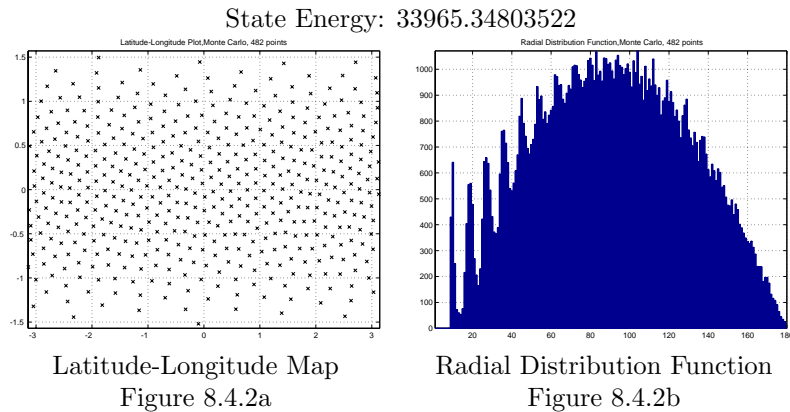 State Energy: 33965.34803522
Latitude-Longitude Plot,Monte Carlo, 482 points
1.5
1
0.5
0
-0.5
-1
-1.5
-3 -2 -1 0 1 2 3
Radial Distribution Function,Monte Carlo, 482 points
1000
900
800
700
600
500
400
300
200
100
0
20 40 60 80 100 120 140 160 180
Latitude-Longitude Map
Figure 8.4.2a
Radial Distribution Function
Figure 8.4.2b